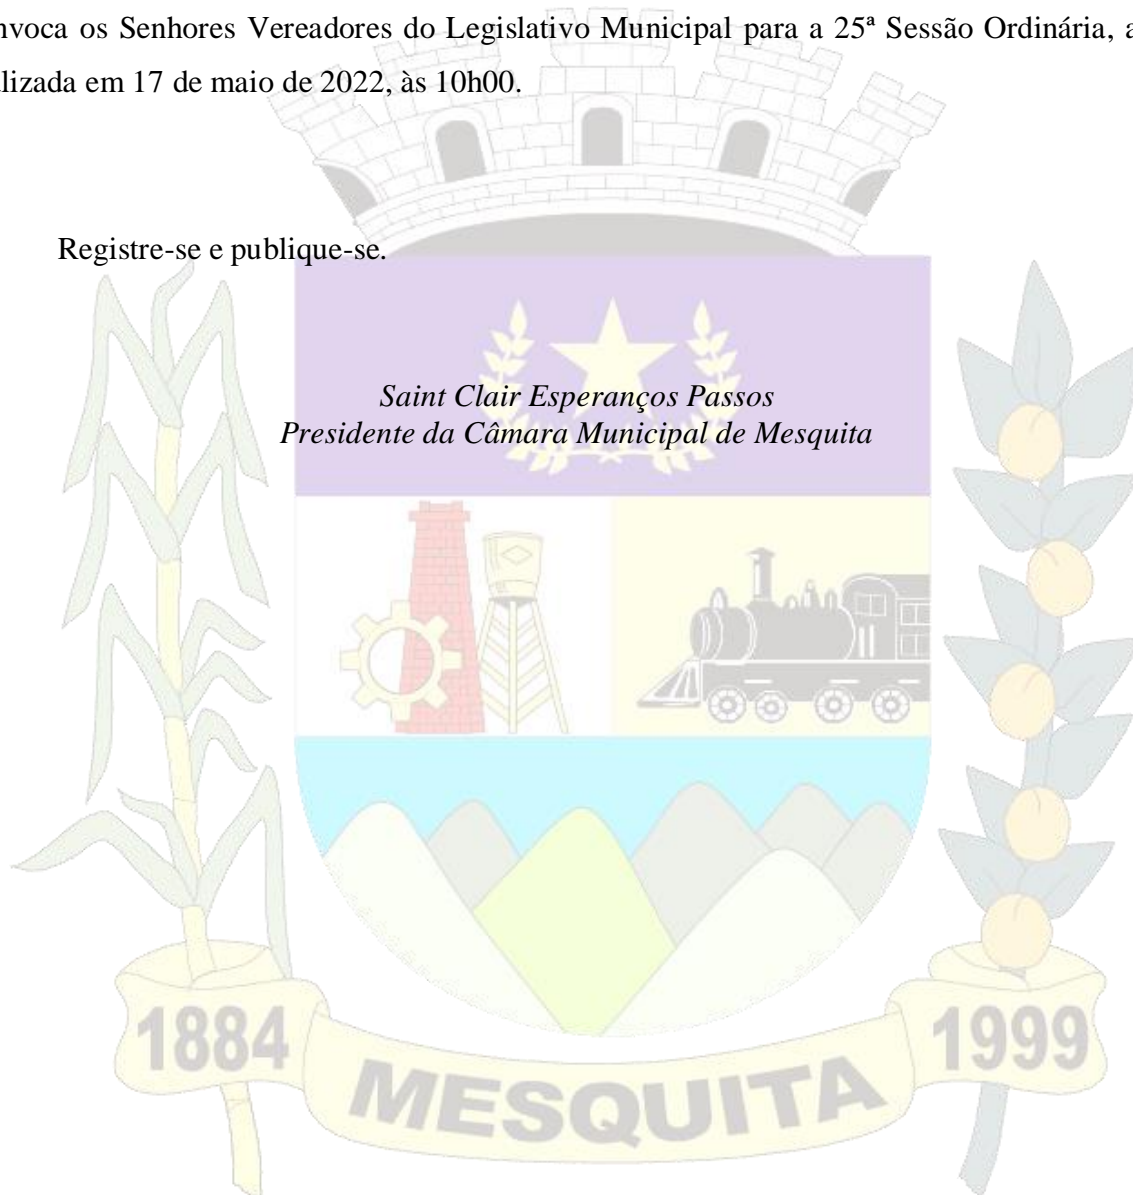 nvoca os Senhores Vereadores do Legislativo Municipal para a 25ª Sessão Ordinária, a
lizada em 17 de maio de 2022, às 10h00.
Registre-se e publique-se.
Saint Clair Esperanços Passos
Presidente da Câmara Municipal de Mesquita
1884
MESQUITA
1999